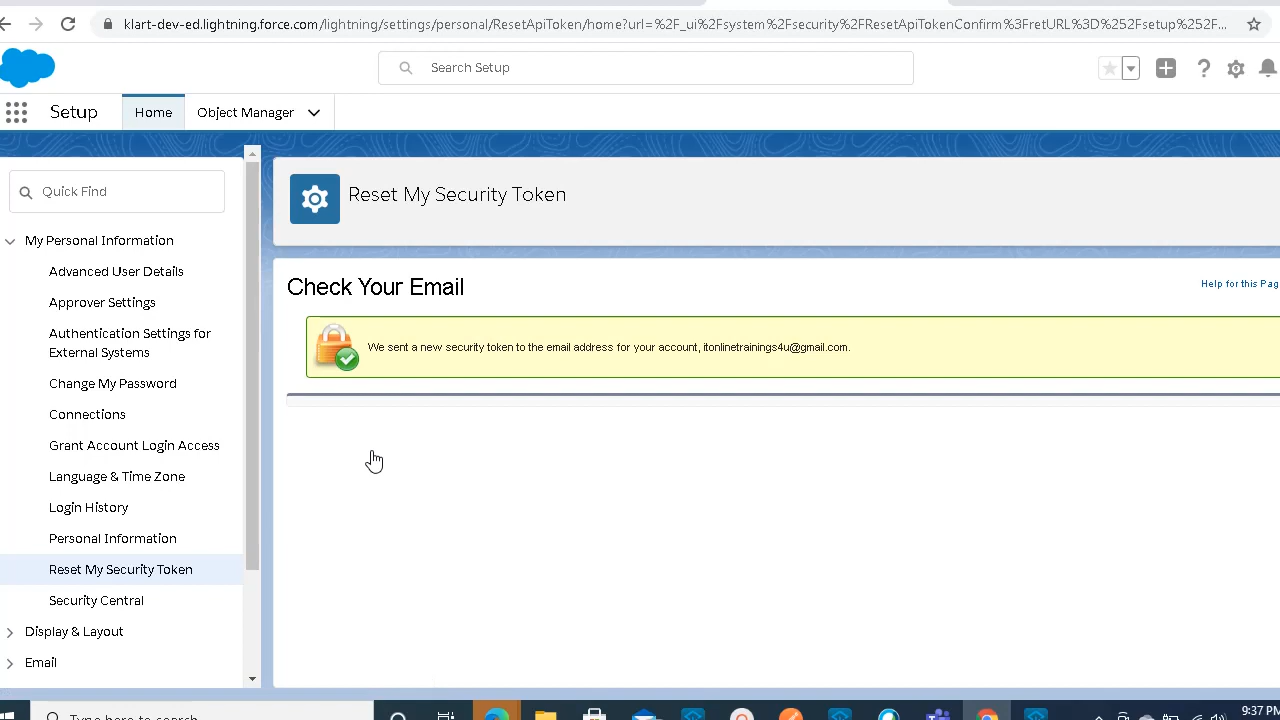 klart-dev-ed.lightning.force.com/lightning/settings/personal/ResetApiToken/home?url=%2F_ui%2Fsystem%2Fsecurity%2FResetApiTokenConfirm%3FretURL%3D%252Fsetup%252F...
Search Setup
Setup
Home
Object Manager
Quick Find
My Personal Information
Advanced User Details
Approver Settings
Authentication Settings for
External Systems
Change My Password
Connections
Grant Account Login Access
Language & Time Zone
Login History
Personal Information
Reset My Security Token
Security Central
Display & Layout
Email
Reset My Security Token
Check Your Email
Help for this Pag
We sent a new security token to the email address for your account, itonlinetrainings4u@gmail.com.
Type here to search
9:37 PM